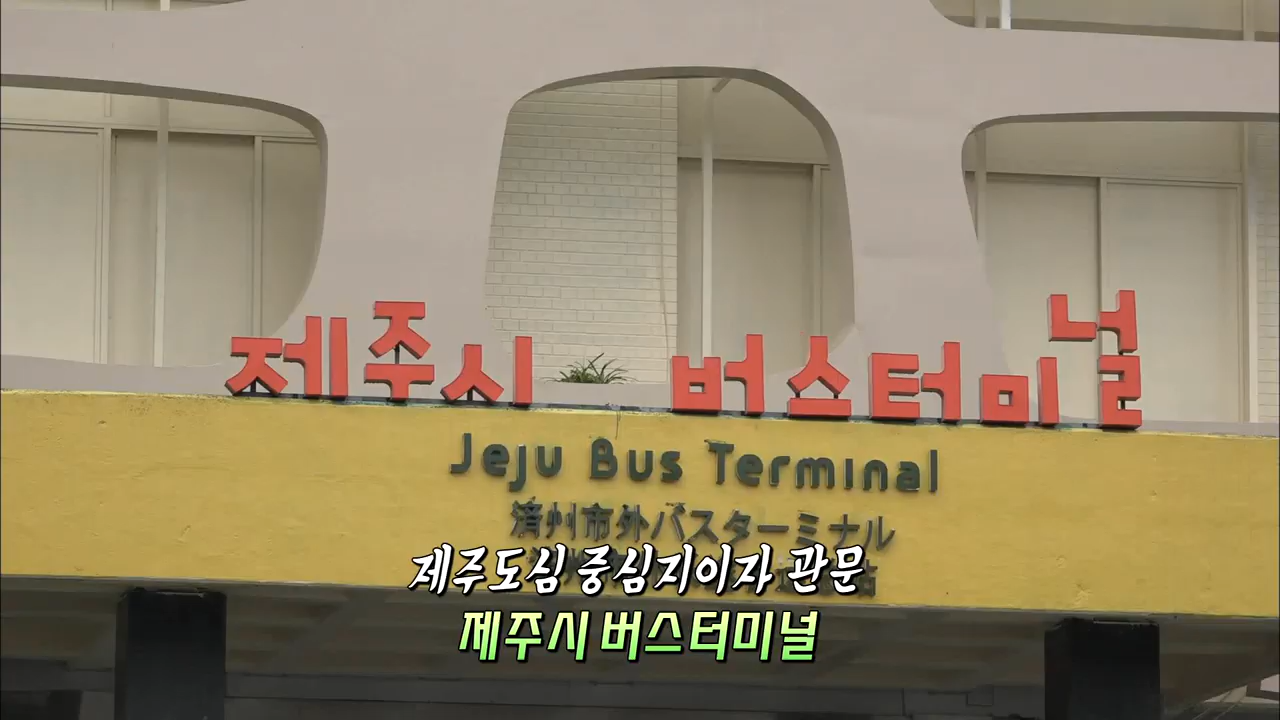 제주시 버스터미널
Jeju Bus Terminal
済州市外バスターミナル
제주도심 중심지이자 관문
제주시 버스터미널